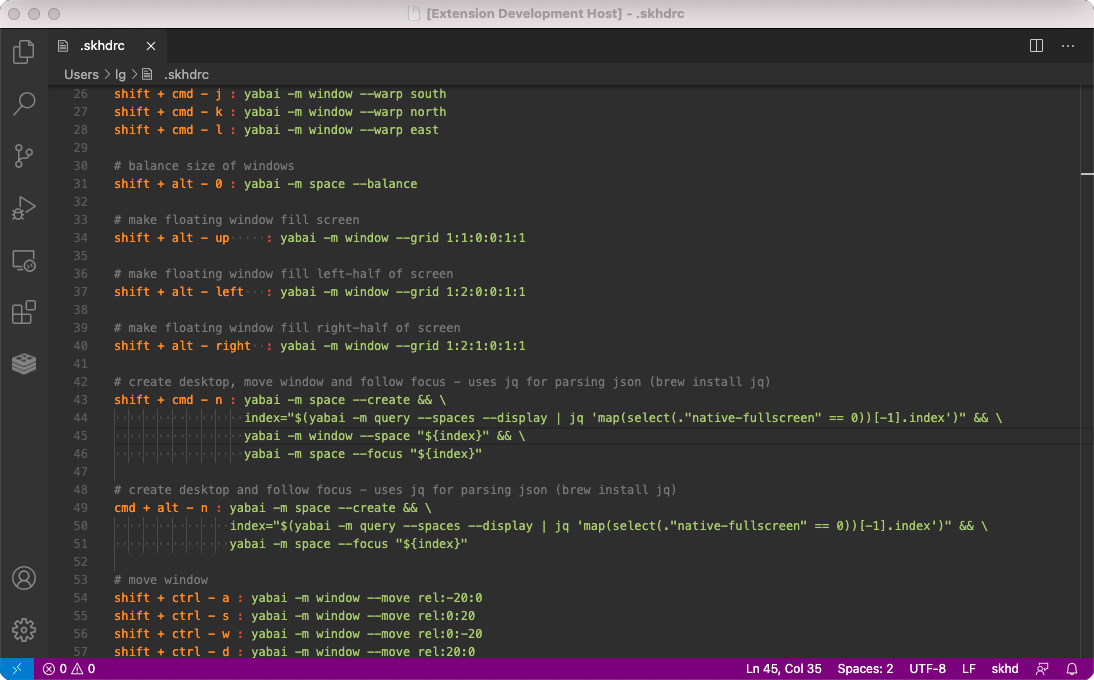 [Extension Development Host] - .skhdrc
.skhdrc
Users > lg > .skhdrc
26 shift + cmd - j : yabai -m window --warp south
27 shift + cmd - k : yabai -m window --warp north
28 shift + cmd - l : yabai -m window --warp east
29
30 # balance size of windows
31 shift + alt - 0 : yabai -m space --balance
32
33 # make floating window fill screen
34 shift + alt - up     : yabai -m window --grid 1:1:0:0:1:1
35
36 # make floating window fill left-half of screen
37 shift + alt - left   : yabai -m window --grid 1:2:0:0:1:1
38
39 # make floating window fill right-half of screen
40 shift + alt - right  : yabai -m window --grid 1:2:1:0:1:1
41
42 # create desktop, move window and follow focus - uses jq for parsing json (brew install jq)
43 shift + cmd - n : yabai -m space --create && \
44                   index="$(yabai -m query --spaces --display | jq 'map(select(."native-fullscreen" == 0))[-1].index')" && \
45                   yabai -m window --space "${index}" && \
46                   yabai -m space --focus "${index}"
47
48 # create desktop and follow focus - uses jq for parsing json (brew install jq)
49 cmd + alt - n : yabai -m space --create && \
50                 index="$(yabai -m query --spaces --display | jq 'map(select(."native-fullscreen" == 0))[-1].index')" && \
51                 yabai -m space --focus "${index}"
52
53 # move window
54 shift + ctrl - a : yabai -m window --move rel:-20:0
55 shift + ctrl - s : yabai -m window --move rel:0:20
56 shift + ctrl - w : yabai -m window --move rel:0:-20
57 shift + ctrl - d : yabai -m window --move rel:20:0
0 0 Ln 45, Col 35 Spaces: 2 UTF-8 LF skhd